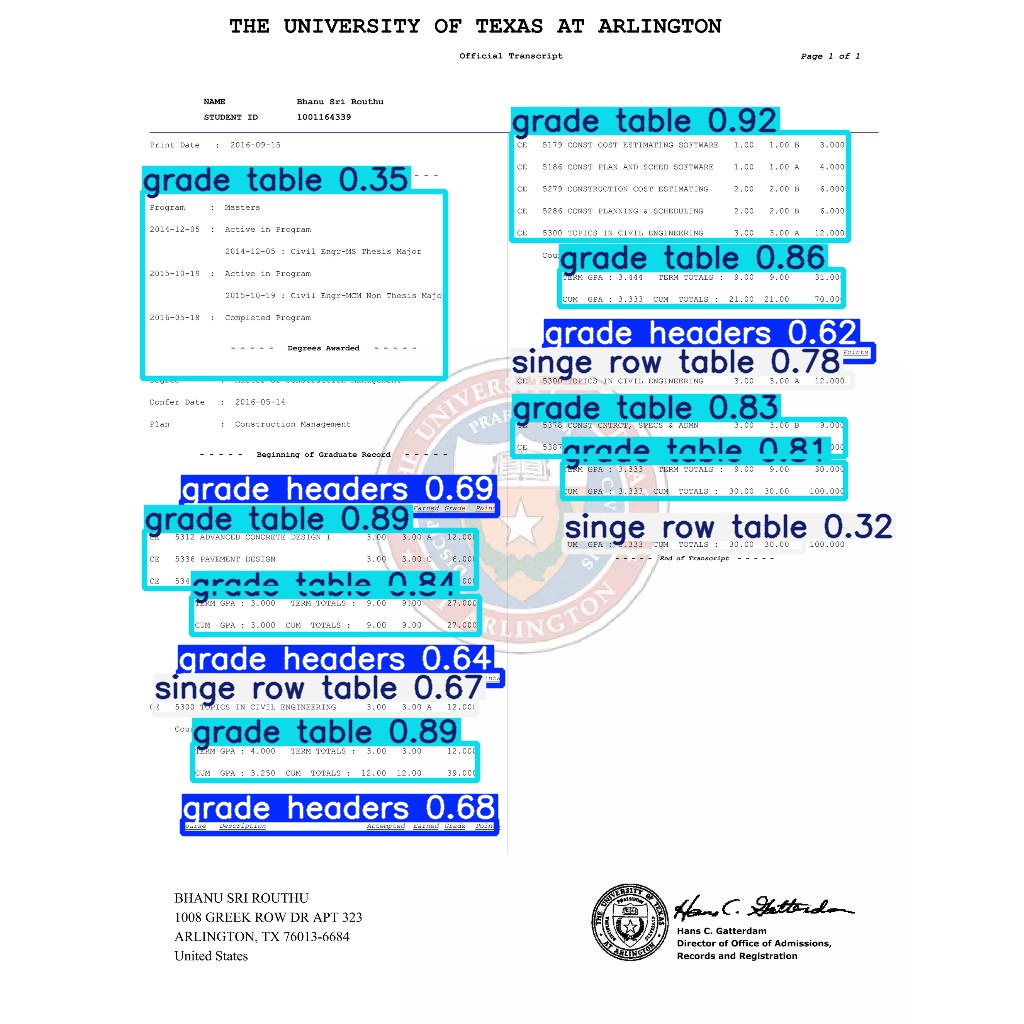 THE UNIVERSITY OF TEXAS AT ARLINGTON
Official Transcript
Page 1 of 1
NAME Bhanu Sri Routhu
STUDENT ID 1001164339
Print Date : 2016-09-15
grade table 0.35
Program : Masters
2014-12-05 : Active in Program
2014-12-05 : Civil Engr-MS Thesis Major
2015-10-19 : Active in Program
2015-10-19 : Civil Engr-MCM Non Thesis Majo
2016-05-18 : Completed Program
- - - - - Degrees Awarded - - - - -
Confer Date : 2016-05-14
Plan : Construction Management
- - - - - Beginning of Graduate Record - - - - -
grade headers 0.69
Earned Grade Point
grade table 0.89
CE 5312 ADVANCED CONCRETE DESIGN I 3.00 3.00 A 12.000
CE 5336 PAVEMENT DESIGN 3.00 3.00 C 6.000
CE 534
grade table 0.84
TERM GPA : 3.000 TERM TOTALS : 9.00 9.00 27.000
CUM GPA : 3.000 CUM TOTALS : 9.00 9.00 27.000
grade headers 0.64
singe row table 0.67
CE 5300 TOPICS IN CIVIL ENGINEERING 3.00 3.00 A 12.000
Cou
grade table 0.89
TERM GPA : 4.000 TERM TOTALS : 3.00 3.00 12.000
CUM GPA : 3.250 CUM TOTALS : 12.00 12.00 39.000
grade headers 0.68
Course Description Attempted Earned Grade Point
grade table 0.92
CE 5179 CONST COST ESTIMATING SOFTWARE 1.00 1.00 B 3.000
CE 5186 CONST PLAN AND SCHED SOFTWARE 1.00 1.00 A 4.000
CE 5279 CONSTRUCTION COST ESTIMATING 2.00 2.00 B 6.000
CE 5286 CONST PLANNING & SCHEDULING 2.00 2.00 B 6.000
CE 5300 TOPICS IN CIVIL ENGINEERING 3.00 3.00 A 12.000
Cou
grade table 0.86
TERM GPA : 3.444 TERM TOTALS : 9.00 9.00 31.000
CUM GPA : 3.333 CUM TOTALS : 21.00 21.00 70.000
grade headers 0.62
Points
singe row table 0.78
CE 5300 TOPICS IN CIVIL ENGINEERING 3.00 3.00 A 12.000
grade table 0.83
CE 5378 CONST CNTRCT, SPECS & ADMN 3.00 3.00 B 9.000
CE 5387
grade table 0.81
TERM GPA : 3.333 TERM TOTALS : 9.00 9.00 30.000
CUM GPA : 3.333 CUM TOTALS : 30.00 30.00 100.000
singe row table 0.32
CUM GPA : 3.333 CUM TOTALS : 30.00 30.00 100.000
- - - - - End of Transcript - - - - -
BHANU SRI ROUTHU
1008 GREEK ROW DR APT 323
ARLINGTON, TX 76013-6684
United States
THE UNIVERSITY OF TEXAS
AT ARLINGTON
Hans C. Gatterdam
Hans C. Gatterdam
Director of Office of Admissions,
Records and Registration